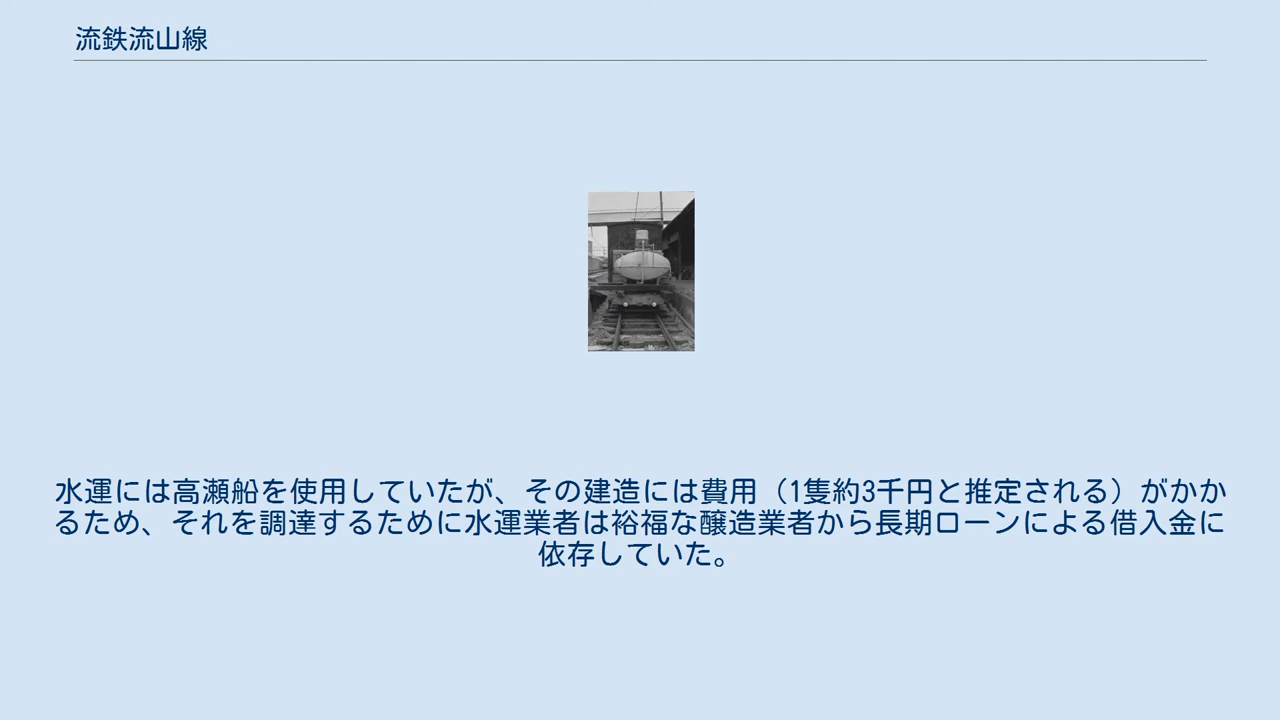 流鉄流山線
水運には高瀬船を使用していたが、その建造には費用（1隻約3千円と推定される）がかか
るため、それを調達するために水運業者は裕福な醸造業者から長期ローンによる借入金に
依存していた。